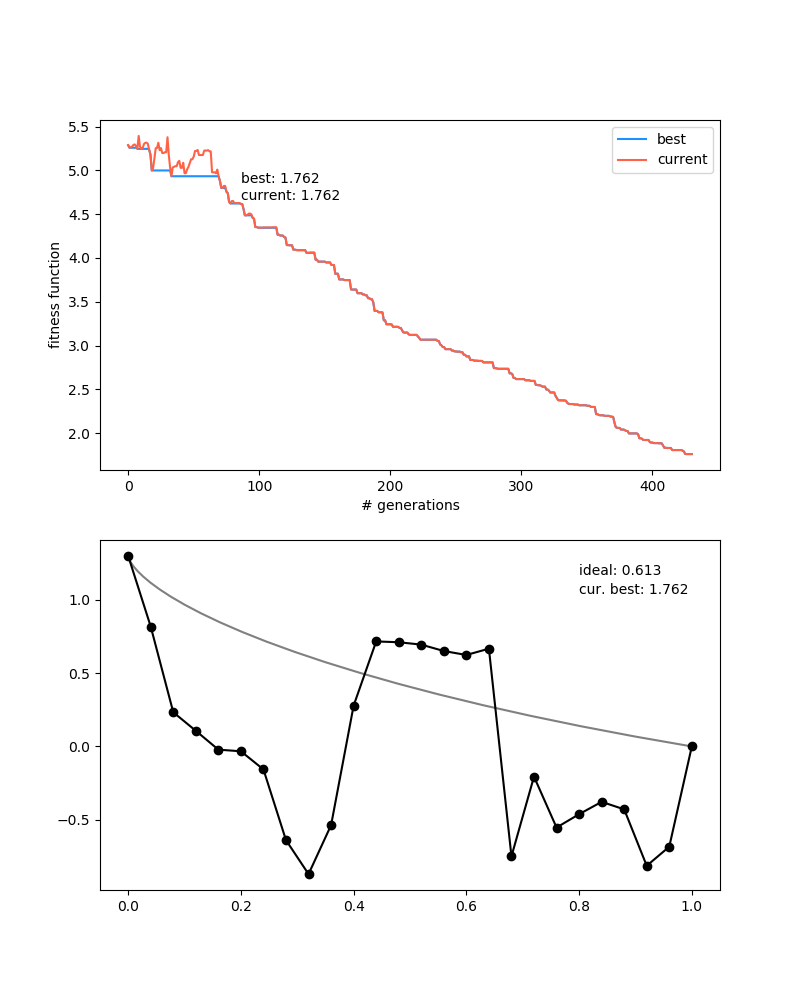 5.5
5.0
4.5
4.0
3.5
3.0
2.5
2.0
fitness function
best
current
best: 1.762
current: 1.762
0
100
200
300
400
# generations
ideal: 0.613
cur. best: 1.762
1.0
0.5
0.0
−0.5
0.0
0.2
0.4
0.6
0.8
1.0